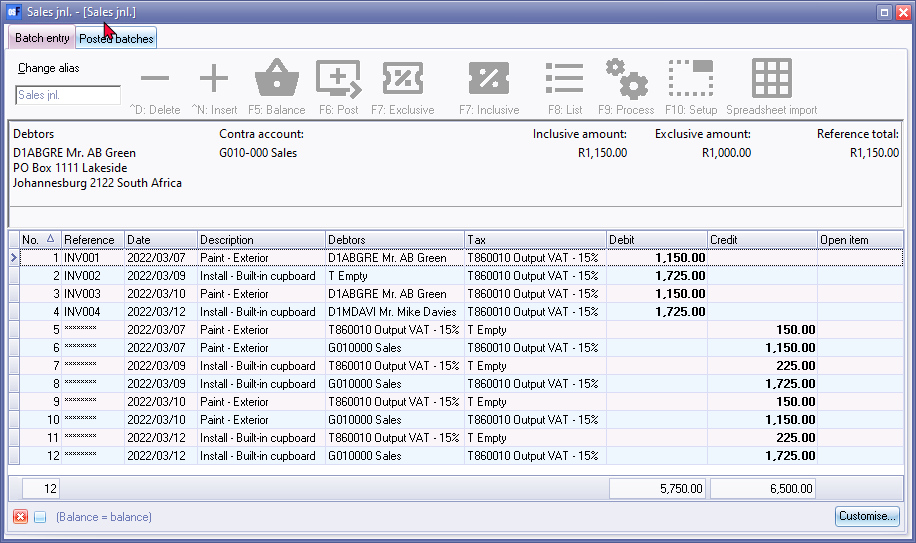 Sales jnl. - [Sales jnl.]
Batch entry Posted batches
Change alias
Sales jnl.
^D: Delete ^N: Insert F5: Balance F6: Post F7: Exclusive F7: Inclusive F8: List F9: Process F10: Setup Spreadsheet import
Debtors Contra account: Inclusive amount: Exclusive amount: Reference total:
D1ABGRE Mr. AB Green G010-000 Sales R1,150.00 R1,000.00 R1,150.00
PO Box 1111 Lakeside
Johannesburg 2122 South Africa
No. Reference Date Description Debtors Tax Debit Credit Open item
1 INV001 2022/03/07 Paint - Exterior D1ABGRE Mr. AB Green T860010 Output VAT - 15% 1,150.00
2 INV002 2022/03/09 Install - Built-in cupboard T Empty T860010 Output VAT - 15% 1,725.00
3 INV003 2022/03/10 Paint - Exterior D1ABGRE Mr. AB Green T860010 Output VAT - 15% 1,150.00
4 INV004 2022/03/12 Install - Built-in cupboard D1MDAVI Mr. Mike Davies T860010 Output VAT - 15% 1,725.00
5 ******** 2022/03/07 Paint - Exterior T860010 Output VAT - 15% T Empty 150.00
6 ******** 2022/03/07 Paint - Exterior G010000 Sales T860010 Output VAT - 15% 1,150.00
7 ******** 2022/03/09 Install - Built-in cupboard T860010 Output VAT - 15% T Empty 225.00
8 ******** 2022/03/09 Install - Built-in cupboard G010000 Sales T860010 Output VAT - 15% 1,725.00
9 ******** 2022/03/10 Paint - Exterior T860010 Output VAT - 15% T Empty 150.00
10 ******** 2022/03/10 Paint - Exterior G010000 Sales T860010 Output VAT - 15% 1,150.00
11 ******** 2022/03/12 Install - Built-in cupboard T860010 Output VAT - 15% T Empty 225.00
12 ******** 2022/03/12 Install - Built-in cupboard G010000 Sales T860010 Output VAT - 15% 1,725.00
12 5,750.00 6,500.00
(Balance = balance) Customise...